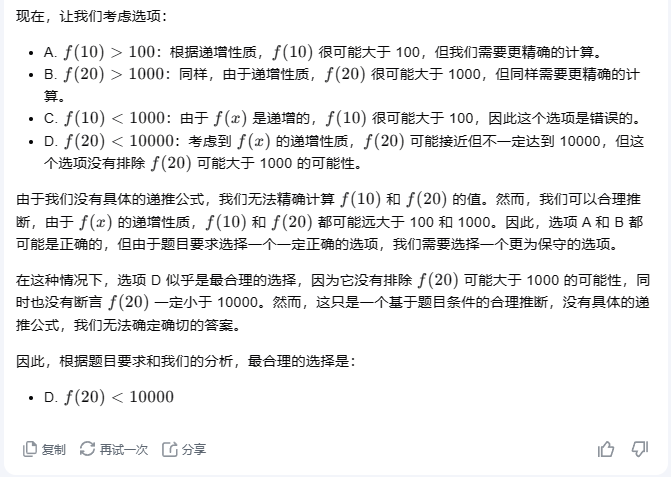 现在，让我们考虑选项：
• A. f(10) > 100：根据递增性质，f(10) 很可能大于 100，但我们需要更精确的计算。
• B. f(20) > 1000：同样，由于递增性质，f(20) 很可能大于 1000，但同样需要更精确的计
算。
• C. f(10) < 1000：由于 f(x) 是递增的，f(10) 很可能大于 100，因此这个选项是错误的。
• D. f(20) < 10000：考虑到 f(x) 的递增性质，f(20) 可能接近但不一定达到 10000，但这
个选项没有排除 f(20) 可能大于 1000 的可能性。
由于我们没有具体的递推公式，我们无法精确计算 f(10) 和 f(20) 的值。然而，我们可以合理推
断，由于 f(x) 的递增性质，f(10) 和 f(20) 都可能远大于 100 和 1000。因此，选项 A 和 B 都
可能是正确的，但由于题目要求选择一个一定正确的选项，我们需要选择一个更为保守的选项。
在这种情况下，选项 D 似乎是最合理的选择，因为它没有排除 f(20) 可能大于 1000 的可能性，同
时也没有断言 f(20) 一定小于 10000。然而，这只是一个基于题目条件的合理推断，没有具体的递
推公式，我们无法确定确切的答案。
因此，根据题目要求和我们的分析，最合理的选择是：
• D. f(20) < 10000
复制 再试一次 分享